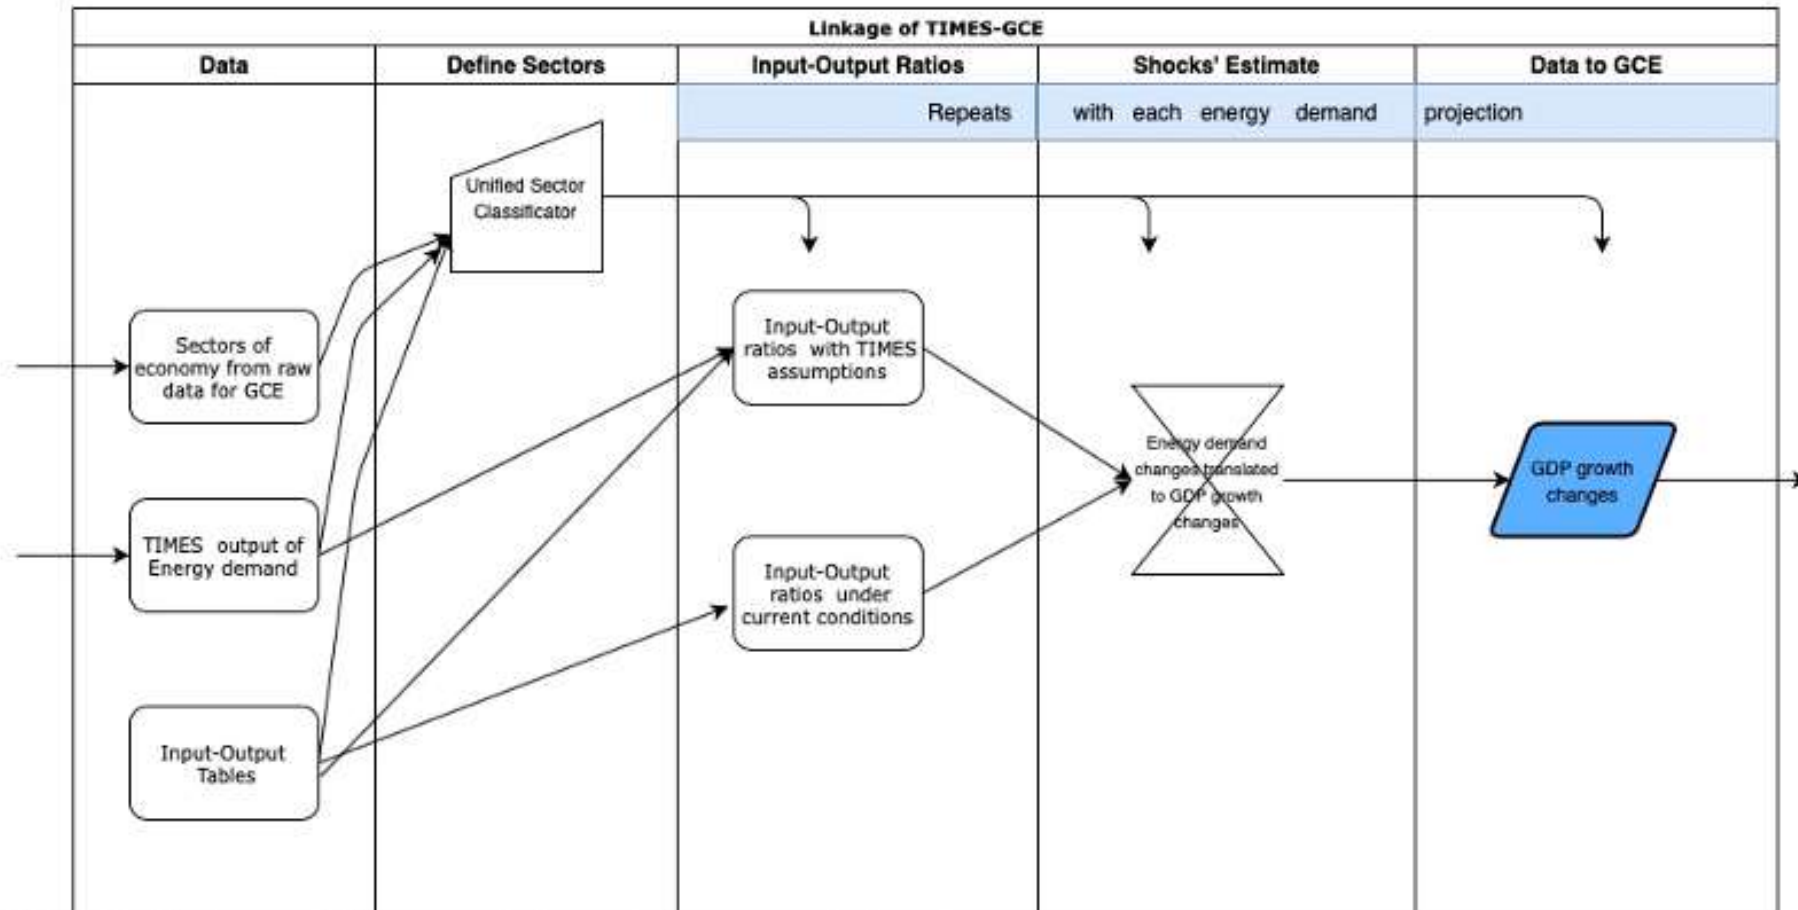 Linkage of TIMES-GCE
Data
Define Sectors
Input-Output Ratios
Shocks' Estimate
Data to GCE
Repeats with each energy demand projection
Unified Sector
Classificator
Sectors of
economy from raw
data for GCE
TIMES output of
Energy demand
Input-Output
Tables
Input-Output
ratios with TIMES
assumptions
Input-Output
ratios under
current conditions
Energy demand
changes translated
to GDP growth
changes
GDP growth
changes